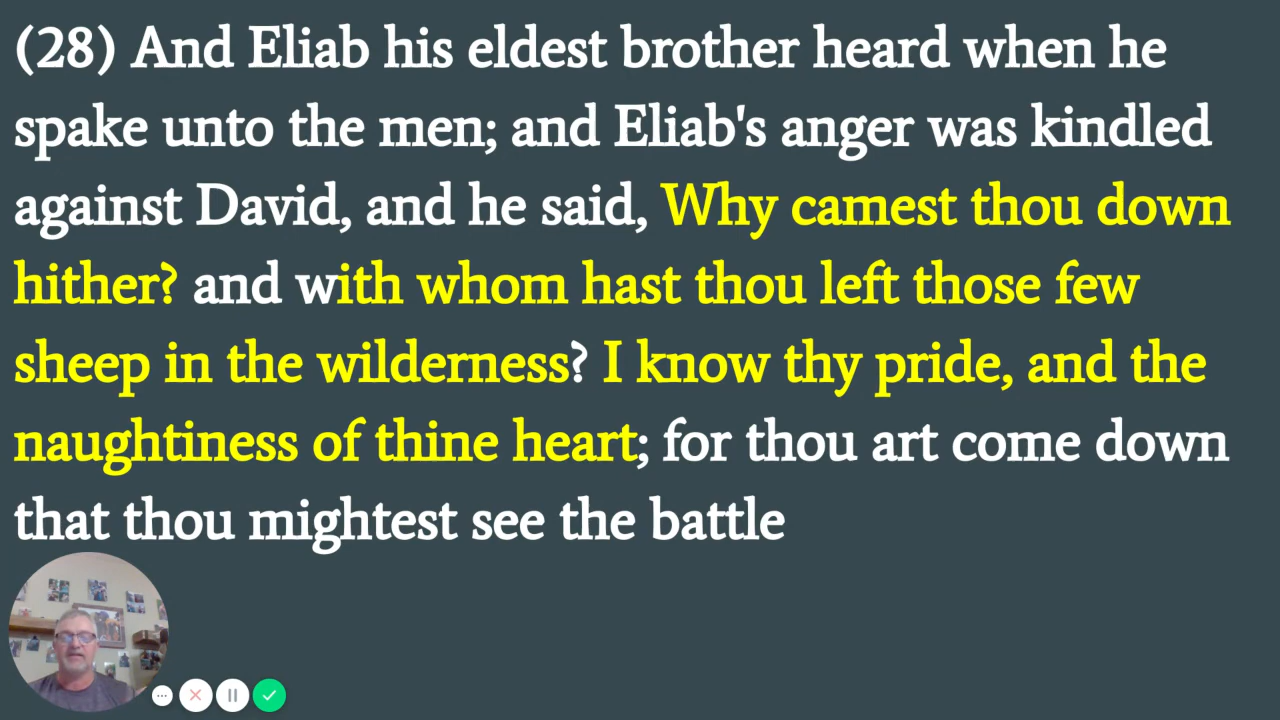 (28) And Eliab his eldest brother heard when he
spake unto the men; and Eliab's anger was kindled
against David, and he said, Why camest thou down
hither? and with whom hast thou left those few
sheep in the wilderness? I know thy pride, and the
naughtiness of thine heart; for thou art come down
that thou mightest see the battle